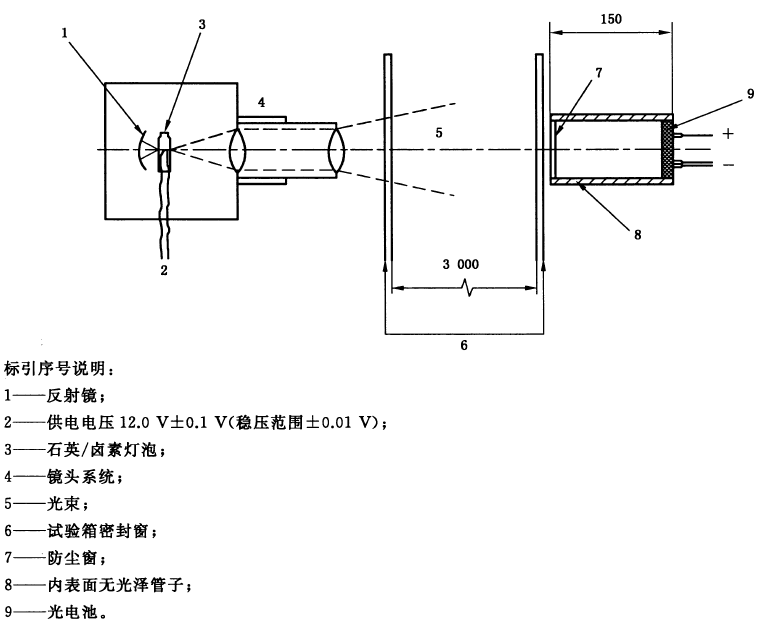 150
1
3
4
7
9
5
+
−
8
2
3 000
6
标引序号说明:
1——反射镜;
2——供电电压 12.0 V±0.1 V(稳压范围±0.01 V);
3——石英/卤素灯泡;
4——镜头系统;
5——光束;
6——试验箱密封窗;
7——防尘窗;
8——内表面无光泽管子;
9——光电池。